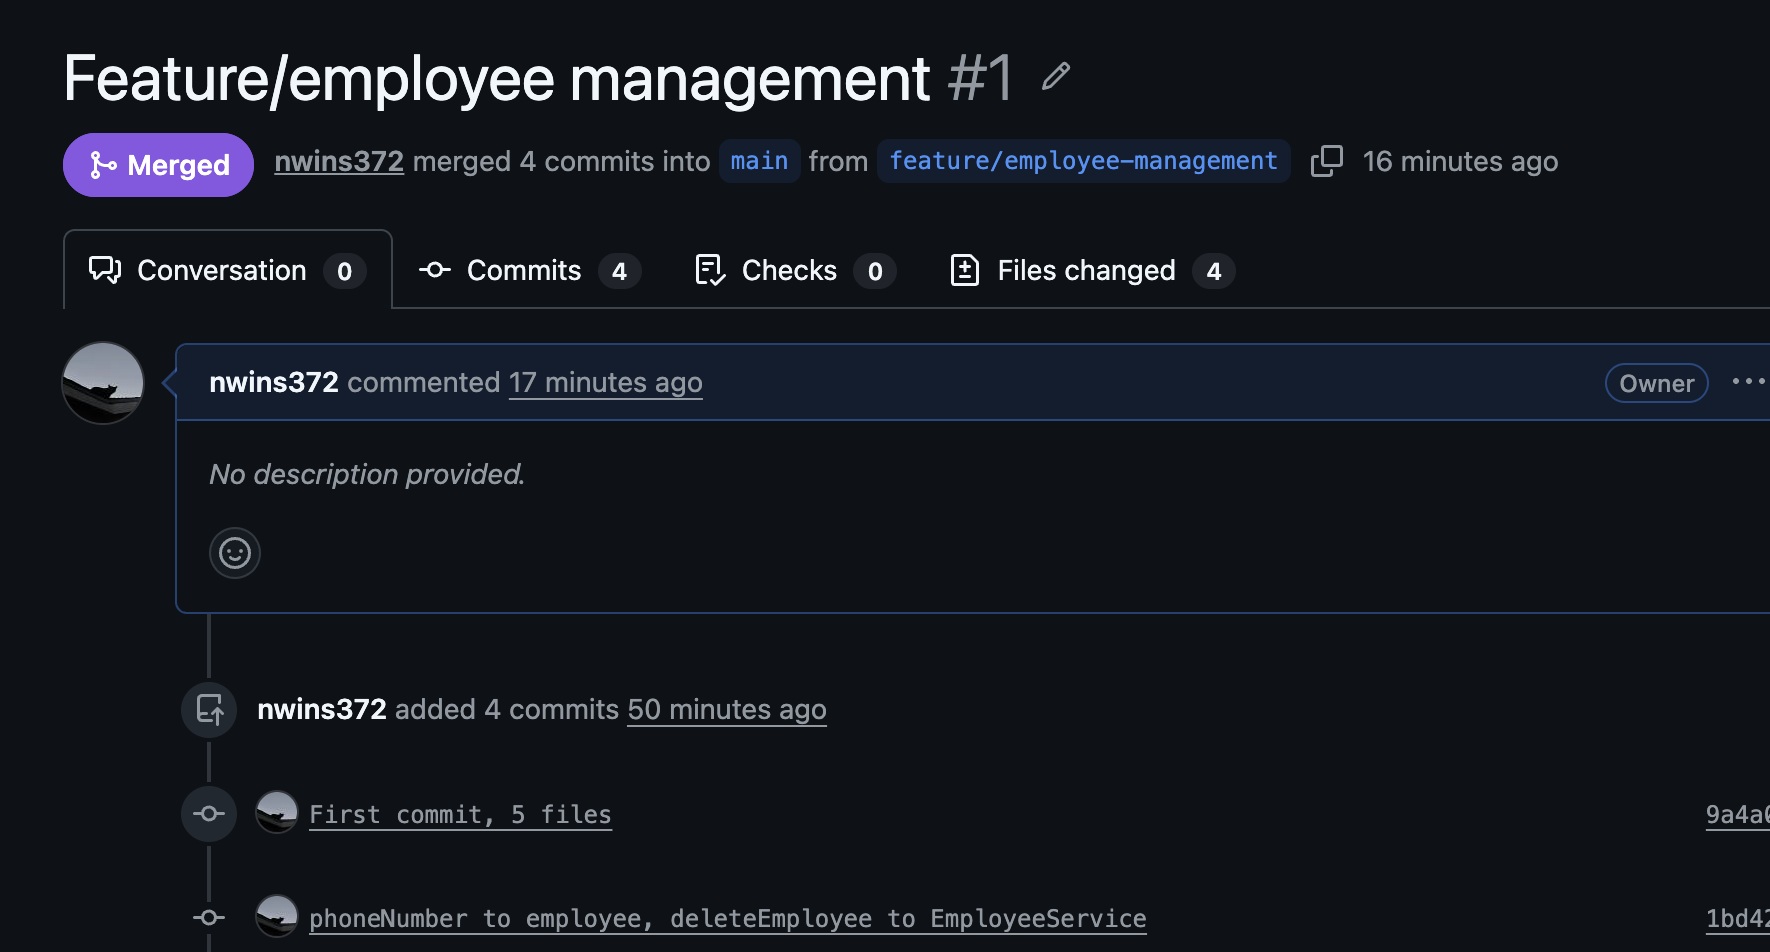 Feature/employee management #1
Merged nwins372 merged 4 commits into main from feature/employee-management 16 minutes ago
Conversation 0 Commits 4 Checks 0 Files changed 4
nwins372 commented 17 minutes ago Owner
No description provided.
nwins372 added 4 commits 50 minutes ago
First commit, 5 files 9a4a0
phoneNumber to employee, deleteEmployee to EmployeeService 1bd42